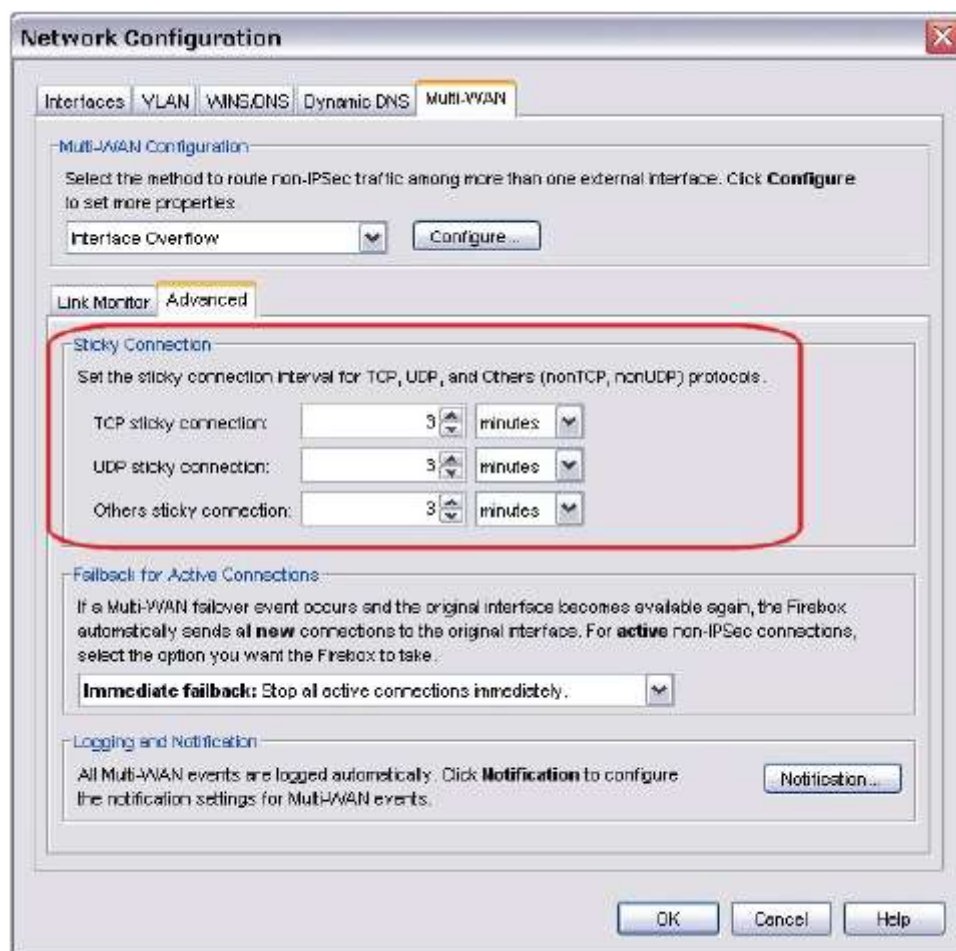 Network Configuration
Interfaces VLAN WINS/DNS Dynamic DNS Multi-WAN
Multi-WAN Configuration
Select the method to route non-IPSec traffic among more than one external interface. Click Configure
to set more properties.
Interface Overflow Configure...
Link Monitor Advanced
Sticky Connection
Set the sticky connection interval for TCP, UDP, and Others (nonTCP, nonUDP) protocols.
TCP sticky connection: 3 minutes
UDP sticky connection: 3 minutes
Others sticky connection: 3 minutes
Failback for Active Connections
If a Multi-WAN failover event occurs and the original interface becomes available again, the Firebox
automatically sends all new connections to the original interface. For active non-IPSec connections,
select the option you want the Firebox to take.
Immediate failback: Stop all active connections immediately.
Logging and Notification
All Multi-WAN events are logged automatically. Click Notification to configure
the notification settings for Multi-WAN events.
Notification...
OK Cancel Help